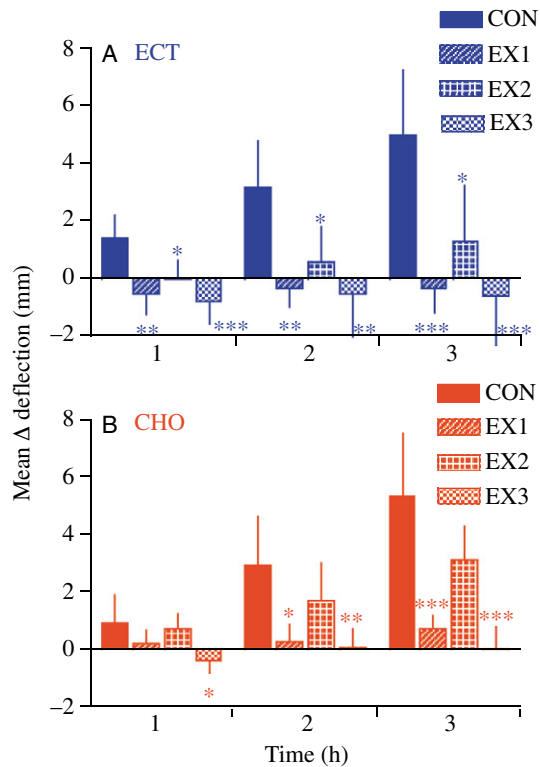 CON
A ECT
EX1
EX2
EX3
8
6
4
2
0
−2
*
*
*
**
***
**
**
***
***
1
2
3
Mean Δ deflection (mm)
CON
B CHO
EX1
EX2
EX3
8
6
4
2
0
−2
*
**
***
***
*
1
2
3
Time (h)